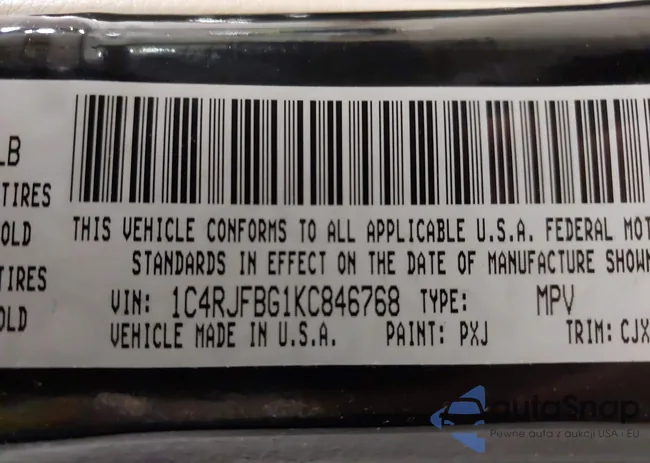 LB
TIRES
OLD
TIRES
OLD
THIS VEHICLE CONFORMS TO ALL APPLICABLE U.S.A. FEDERAL MOT
STANDARDS IN EFFECT ON THE DATE OF MANUFACTURE SHOWN
VIN: 1C4RJFBG1KC846768 TYPE: MPV
VEHICLE MADE IN U.S.A. PAINT: PXJ TRIM: CJX
autoSnap
Pewne auta z aukcji USA i EU